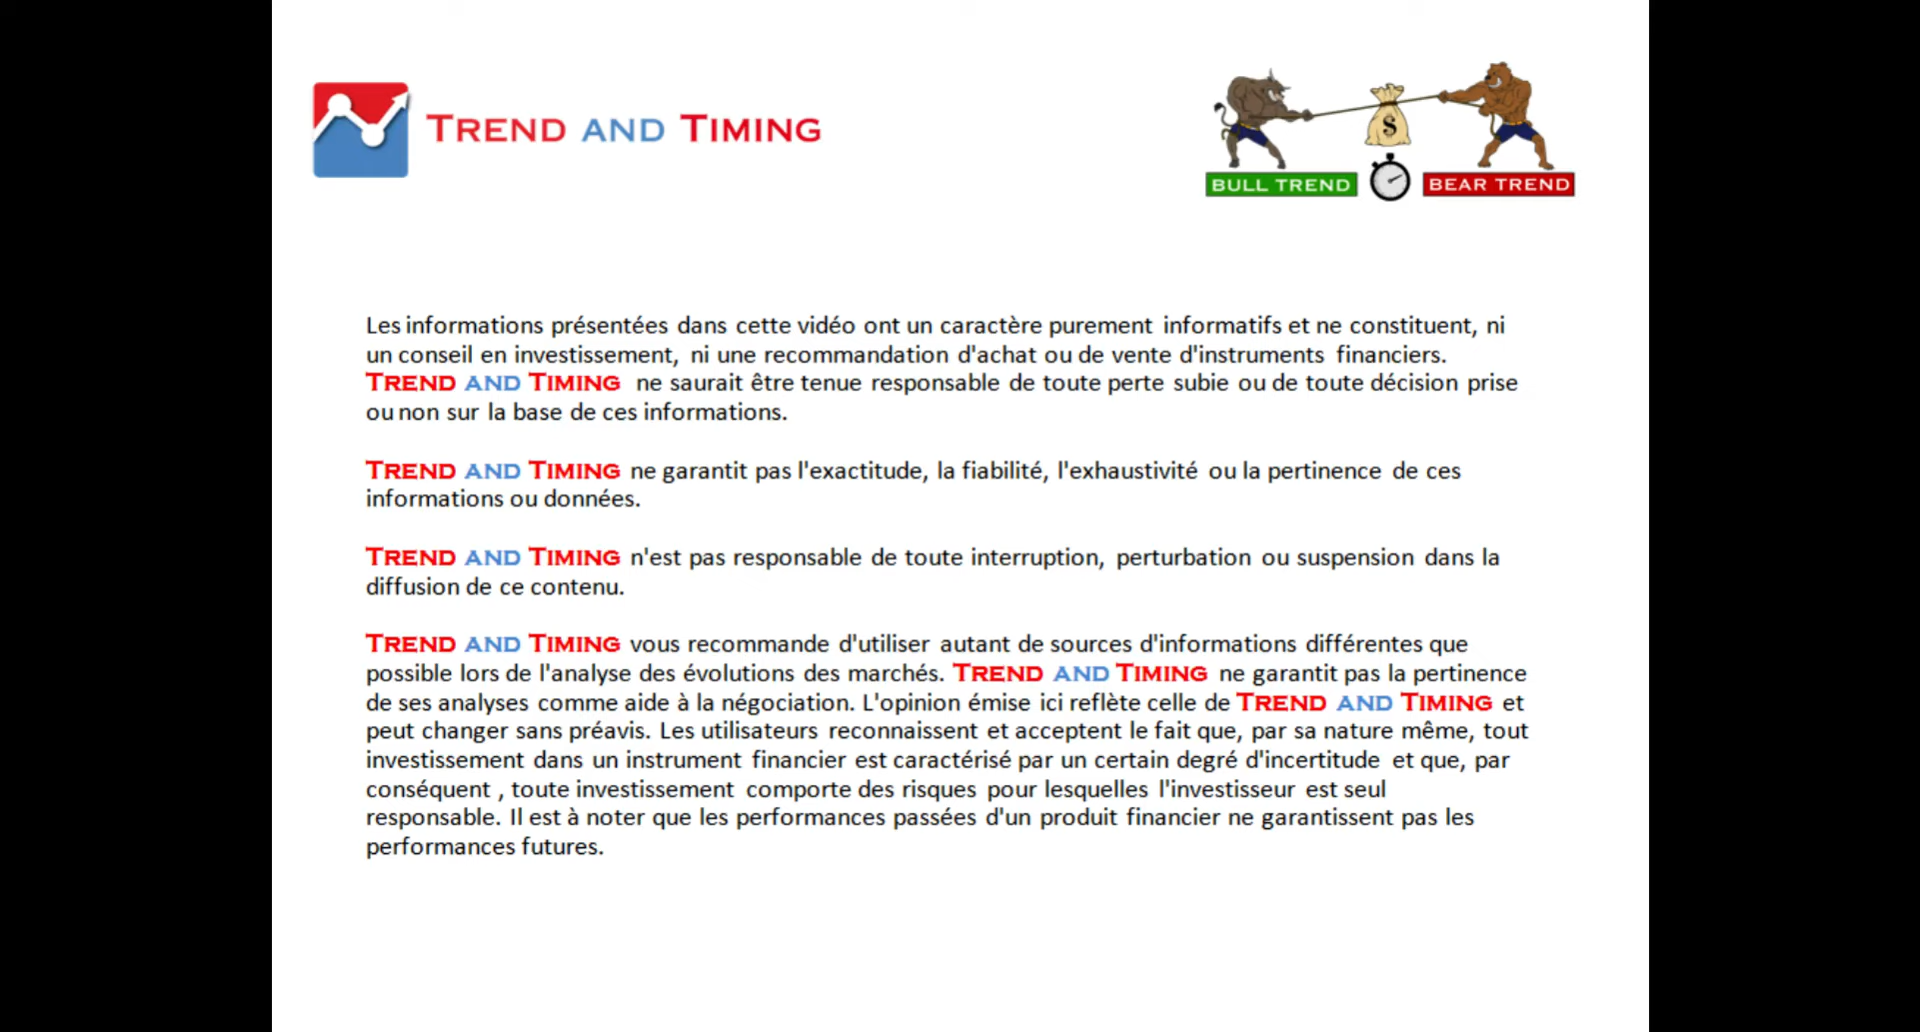 TREND AND TIMING
$
BULL TREND
BEAR TREND
Les informations présentées dans cette vidéo ont un caractère purement informatifs et ne constituent, ni
un conseil en investissement, ni une recommandation d'achat ou de vente d'instruments financiers.
TREND AND TIMING ne saurait être tenue responsable de toute perte subie ou de toute décision prise
ou non sur la base de ces informations.
TREND AND TIMING ne garantit pas l'exactitude, la fiabilité, l'exhaustivité ou la pertinence de ces
informations ou données.
TREND AND TIMING n'est pas responsable de toute interruption, perturbation ou suspension dans la
diffusion de ce contenu.
TREND AND TIMING vous recommande d'utiliser autant de sources d'informations différentes que
possible lors de l'analyse des évolutions des marchés. TREND AND TIMING ne garantit pas la pertinence
de ses analyses comme aide à la négociation. L'opinion émise ici reflète celle de TREND AND TIMING et
peut changer sans préavis. Les utilisateurs reconnaissent et acceptent le fait que, par sa nature même, tout
investissement dans un instrument financier est caractérisé par un certain degré d'incertitude et que, par
conséquent , toute investissement comporte des risques pour lesquelles l'investisseur est seul
responsable. Il est à noter que les performances passées d'un produit financier ne garantissent pas les
performances futures.